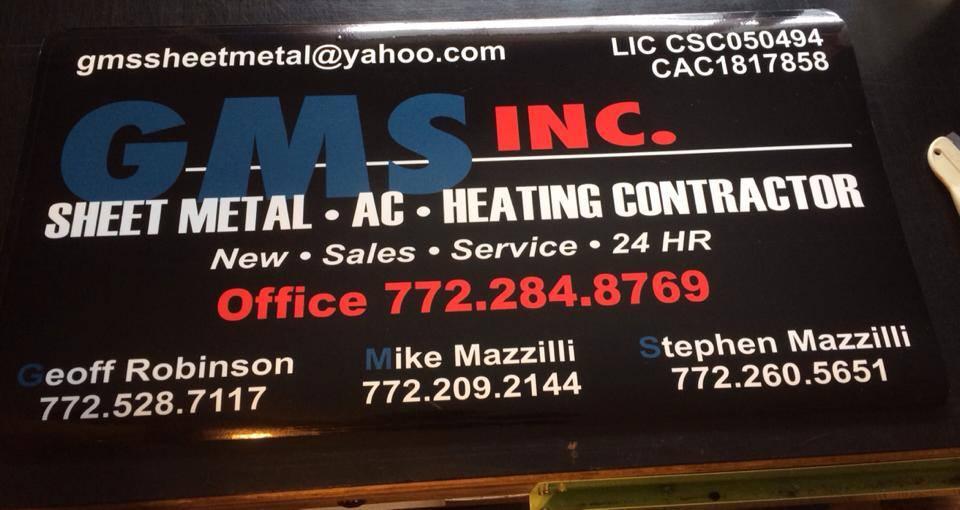 gmssheetmetal@yahoo.com
LIC CSC050494
CAC1817858
GMS INC.
SHEET METAL • AC • HEATING CONTRACTOR
New • Sales • Service • 24 HR
Office 772.284.8769
Geoff Robinson
772.528.7117
Mike Mazzilli
772.209.2144
Stephen Mazzilli
772.260.5651